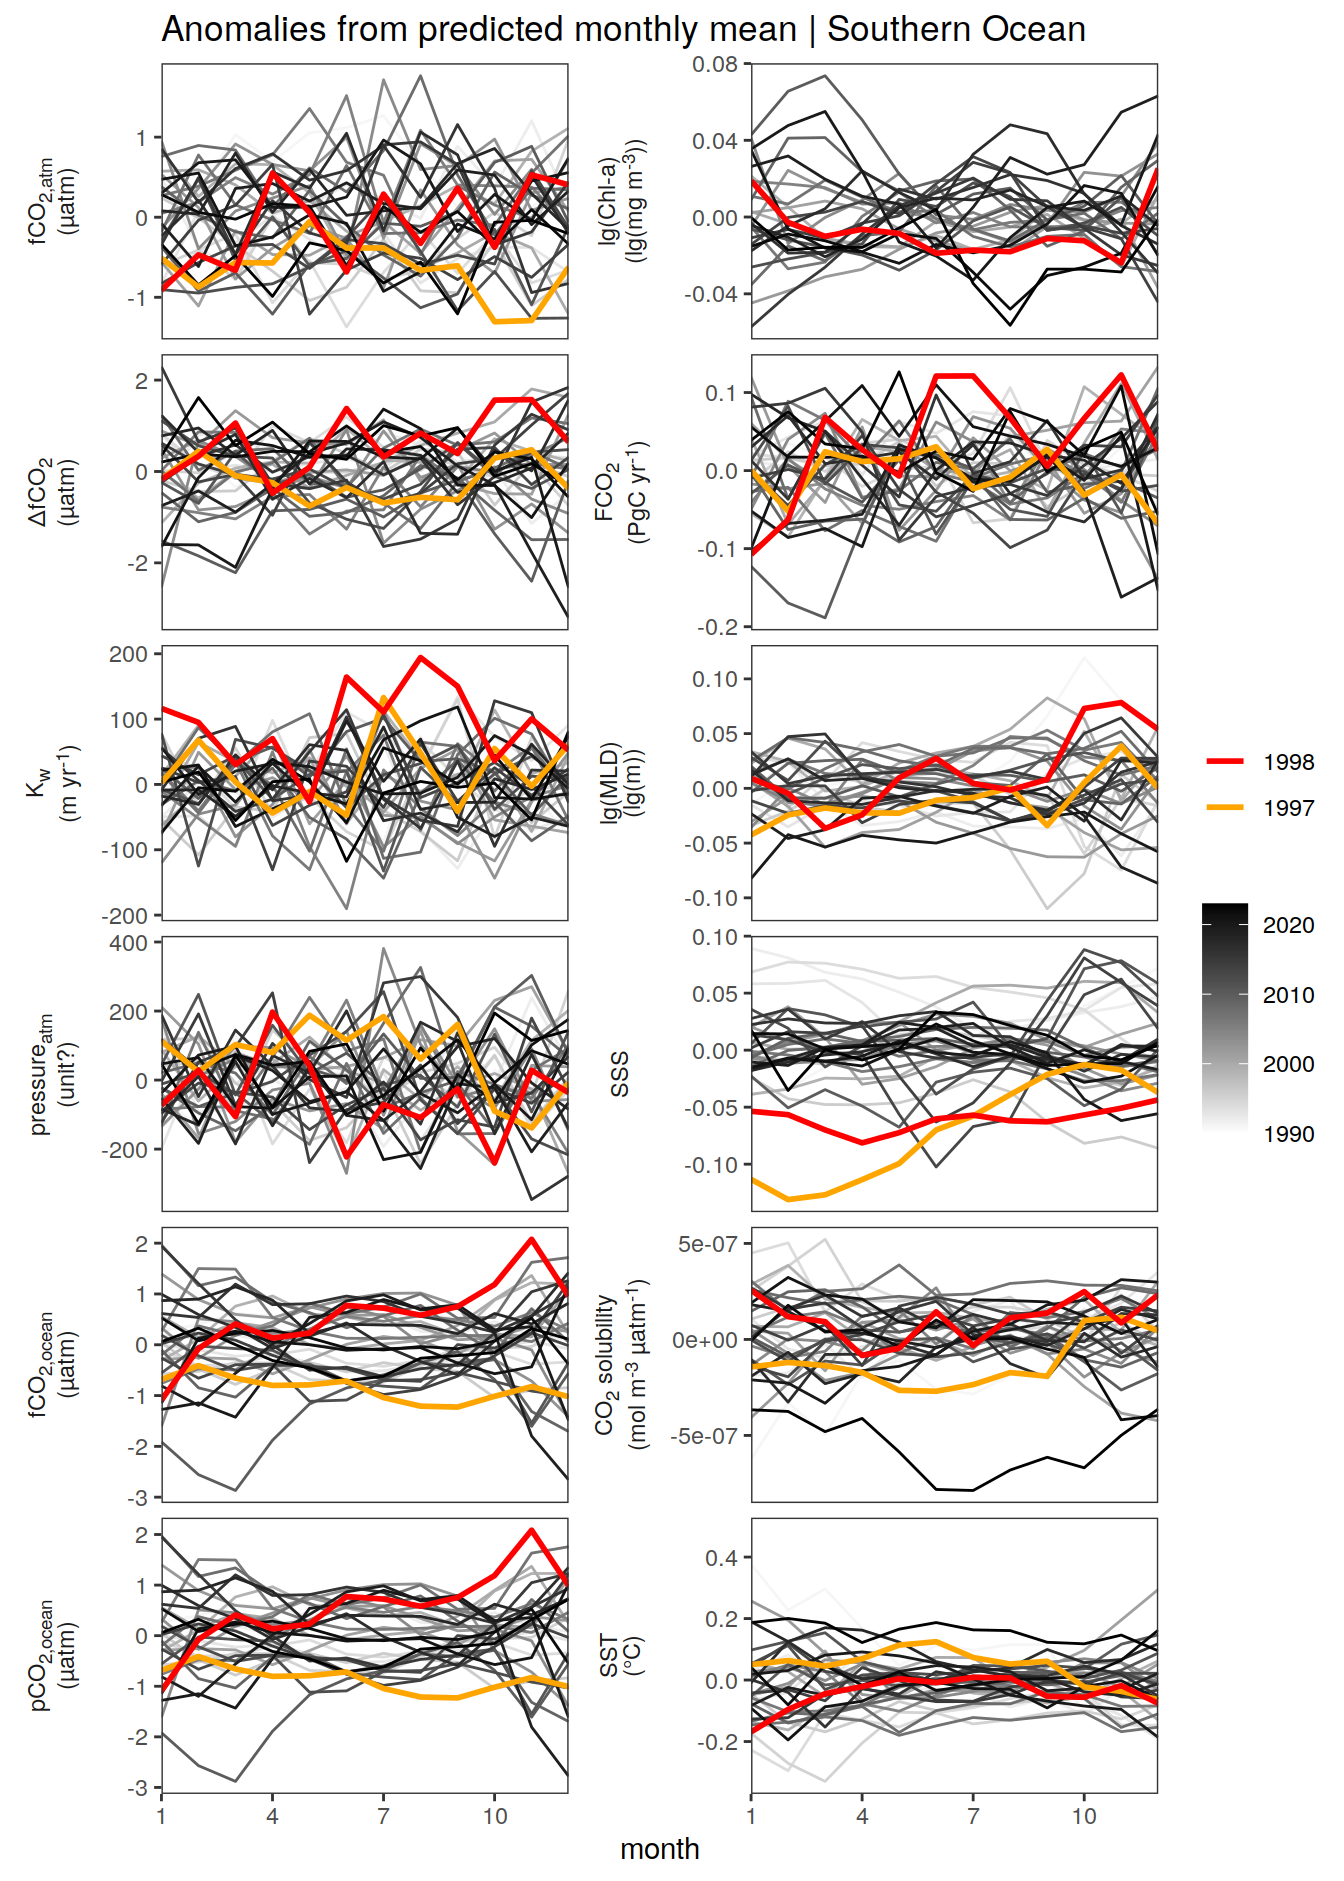 Anomalies from predicted monthly mean | Southern Ocean
fCO2,atm
(µatm)
1
0
-1
lg(Chl-a)
(lg(mg m-3))
0.08
0.04
0.00
-0.04
ΔfCO2
(µatm)
2
0
-2
FCO2
(PgC yr-1)
0.1
0.0
-0.1
-0.2
Kw
(m yr-1)
200
100
0
-100
-200
lg(MLD)
(lg(m))
0.10
0.05
0.00
-0.05
-0.10
pressureatm
(unit?)
400
200
0
-200
SSS
0.10
0.05
0.00
-0.05
-0.10
fCO2,ocean
(µatm)
2
1
0
-1
-2
-3
CO2 solubility
(mol m-3 µatm-1)
5e-07
0e+00
-5e-07
pCO2,ocean
(µatm)
2
1
0
-1
-2
-3
SST
(°C)
0.4
0.2
0.0
-0.2
1 4 7 10
1 4 7 10
month
1998
1997
2020
2010
2000
1990